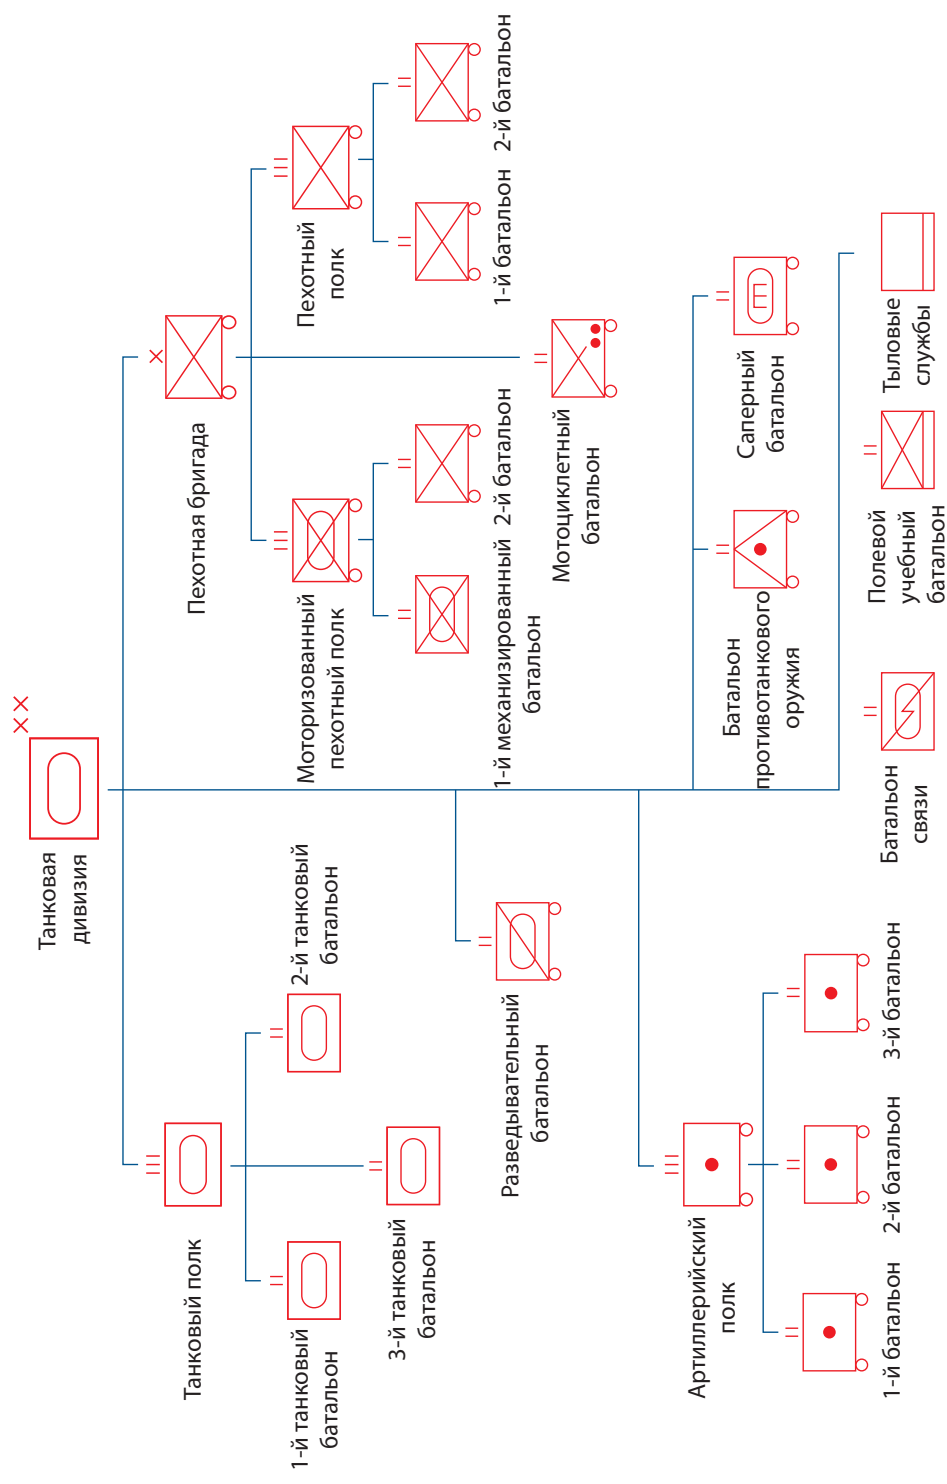 Танковая
дивизия
Танковый полк
1-й танковый
батальон
2-й танковый
батальон
3-й танковый
батальон
Пехотная бригада
Моторизованный
пехотный полк
1-й механизированный
батальон
2-й батальон
Мотоциклетный
батальон
Пехотный
полк
1-й батальон
2-й батальон
Разведывательный
батальон
Артиллерийский
полк
1-й батальон
2-й батальон
3-й батальон
Батальон
противотанкового
оружия
Саперный
батальон
Батальон
связи
Полевой
учебный
батальон
Тыловые
службы